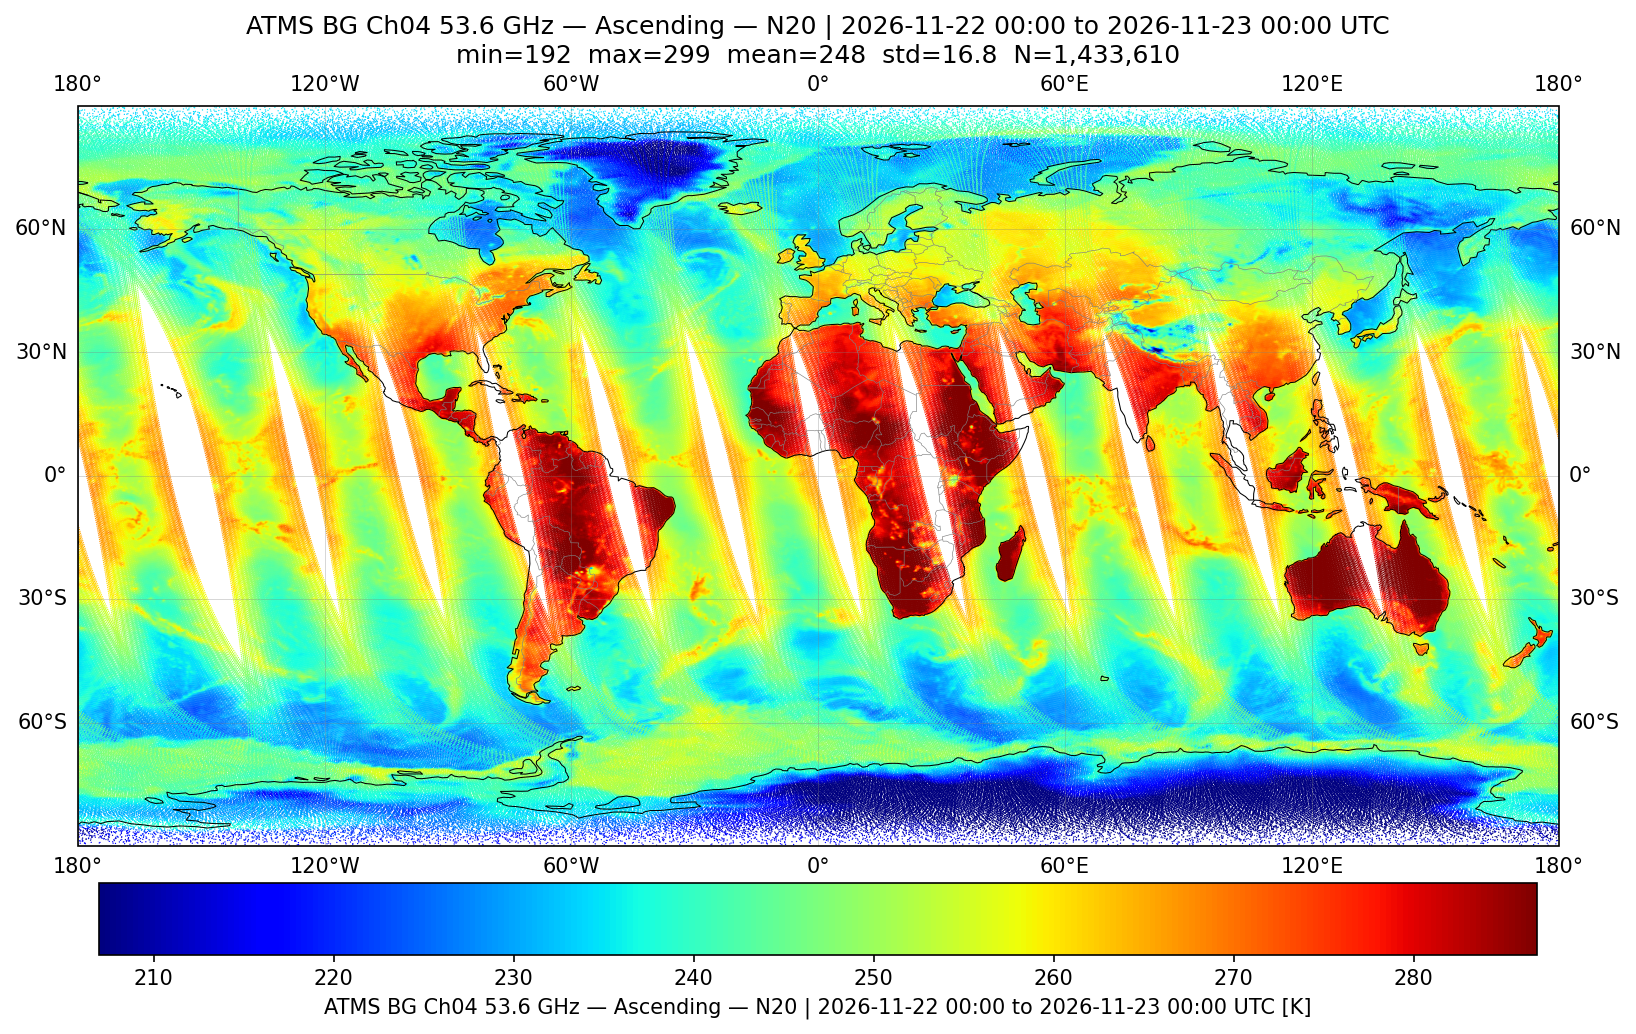 ATMS BG Ch04 53.6 GHz — Ascending — N20 | 2026-11-22 00:00 to 2026-11-23 00:00 UTC
min=192  max=299  mean=248  std=16.8  N=1,433,610
180° 120°W 60°W 0° 60°E 120°E 180°
60°N 60°N
30°N 30°N
0° 0°
30°S 30°S
60°S 60°S
180° 120°W 60°W 0° 60°E 120°E 180°
210 220 230 240 250 260 270 280
ATMS BG Ch04 53.6 GHz — Ascending — N20 | 2026-11-22 00:00 to 2026-11-23 00:00 UTC [K]